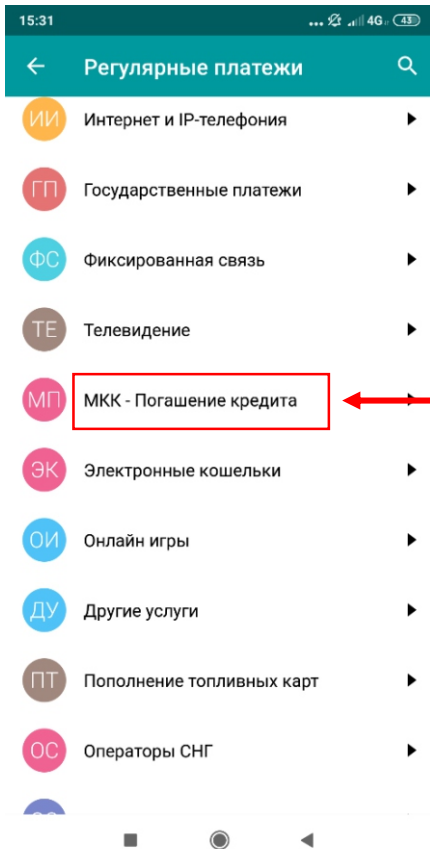 15:31 ... 4G 43
Регулярные платежи
ИИ Интернет и IP-телефония
ГП Государственные платежи
ФС Фиксированная связь
ТЕ Телевидение
МП МКК - Погашение кредита
ЭК Электронные кошельки
ОИ Онлайн игры
ДУ Другие услуги
ПТ Пополнение топливных карт
ОС Операторы СНГ